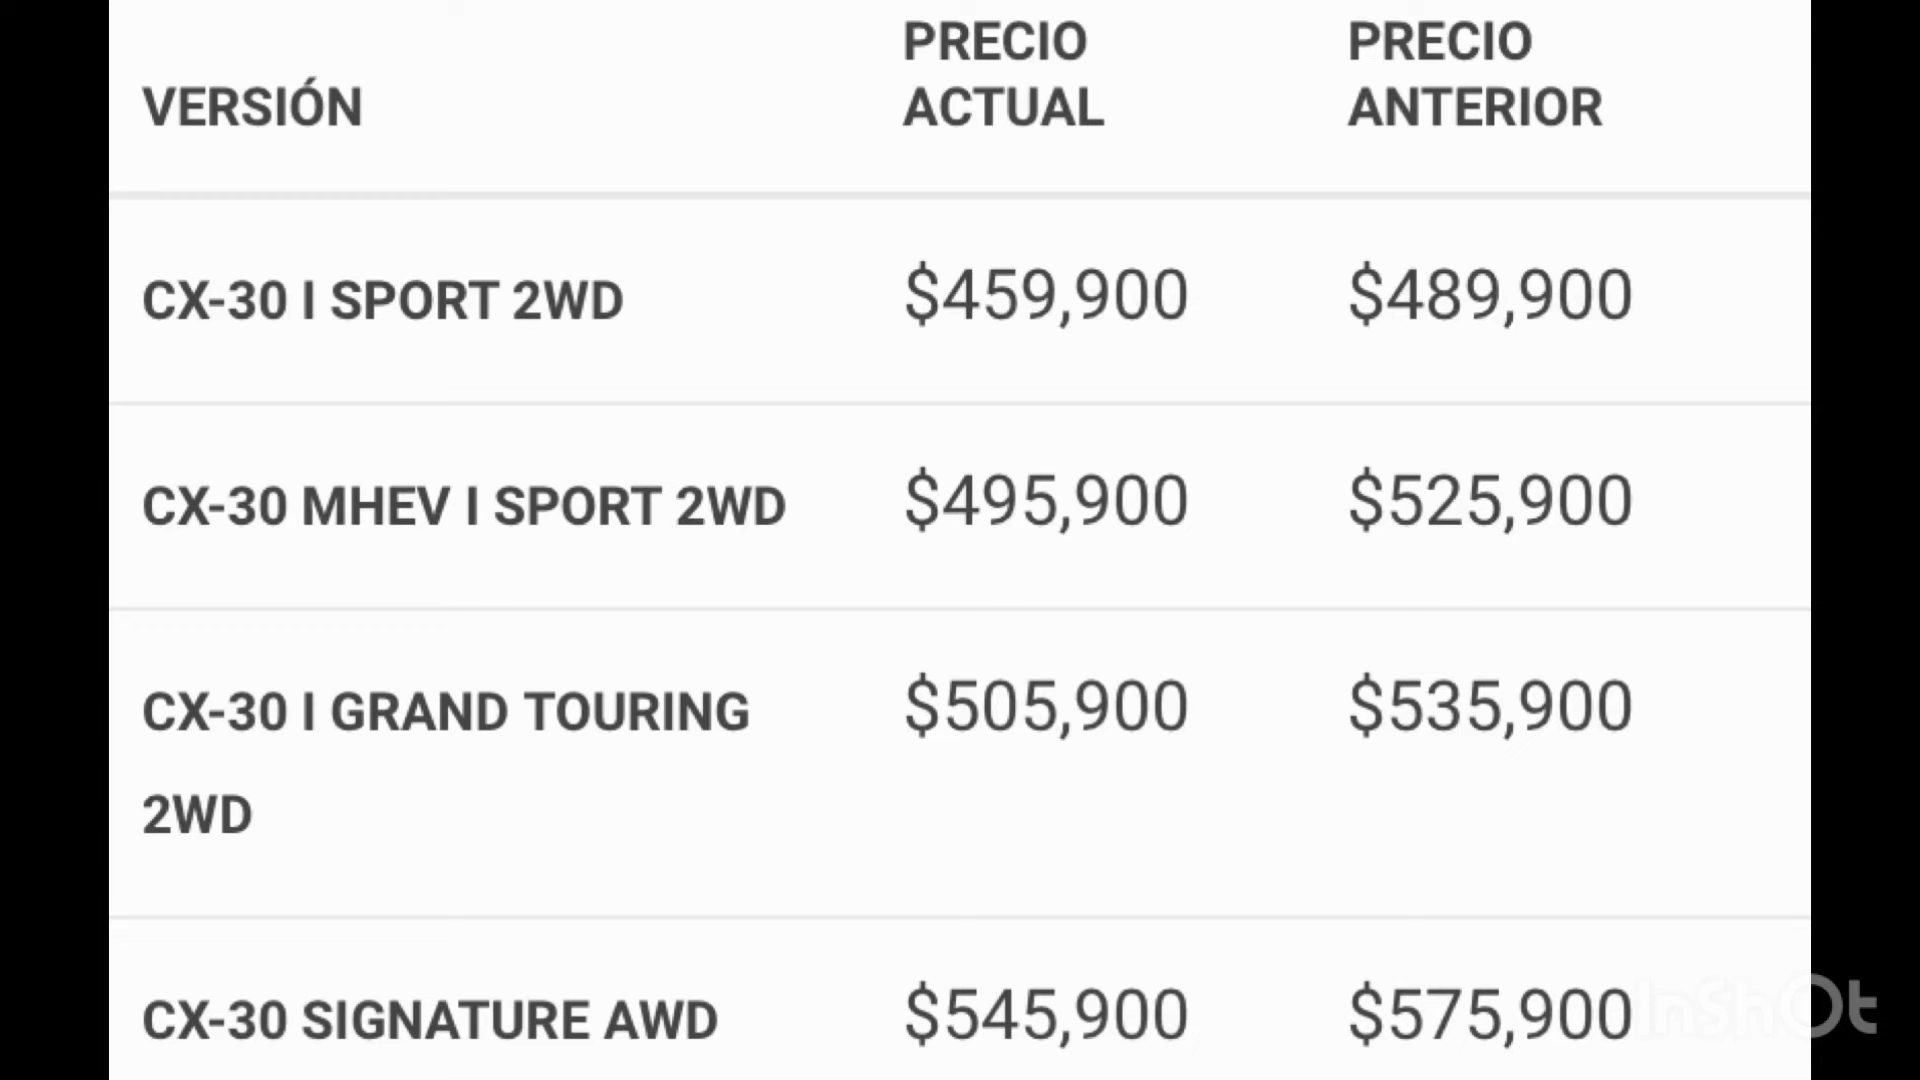 VERSIÓN PRECIO ACTUAL PRECIO ANTERIOR
CX-30 I SPORT 2WD $459,900 $489,900
CX-30 MHEV I SPORT 2WD $495,900 $525,900
CX-30 I GRAND TOURING $505,900 $535,900
2WD
CX-30 SIGNATURE AWD $545,900 $575,900
InShOt